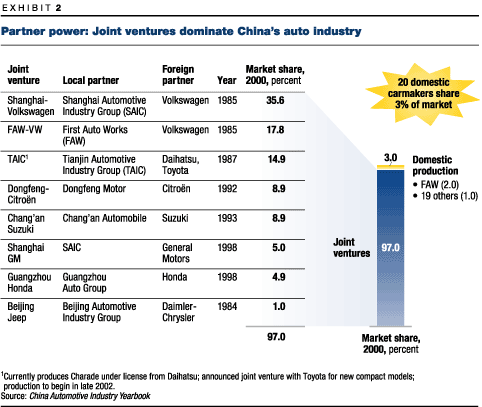 EXHIBIT 2
Partner power: Joint ventures dominate China's auto industry
Joint venture Local partner Foreign partner Year Market share, 2000, percent
Shanghai-Volkswagen Shanghai Automotive Industry Group (SAIC) Volkswagen 1985 35.6
FAW-VW First Auto Works (FAW) Volkswagen 1985 17.8
TAIC¹ Tianjin Automotive Industry Group (TAIC) Daihatsu, Toyota 1987 14.9
Dongfeng-Citroën Dongfeng Motor Citroën 1992 8.9
Chang'an Suzuki Chang'an Automobile Suzuki 1993 8.9
Shanghai GM SAIC General Motors 1998 5.0
Guangzhou Honda Guangzhou Auto Group Honda 1998 4.9
Beijing Jeep Beijing Automotive Industry Group Daimler-Chrysler 1984 1.0
97.0
20 domestic
carmakers share
3% of market
3.0
Domestic
production
• FAW (2.0)
• 19 others (1.0)
Joint
ventures
97.0
Market share,
2000, percent
¹Currently produces Charade under license from Daihatsu; announced joint venture with Toyota for new compact models;
production to begin in late 2002.
Source: China Automotive Industry Yearbook